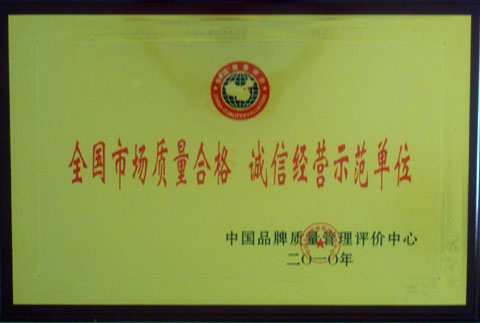 全国市场质量合格 诚信经营示范单位
中国品牌质量管理评价中心
二〇一〇年